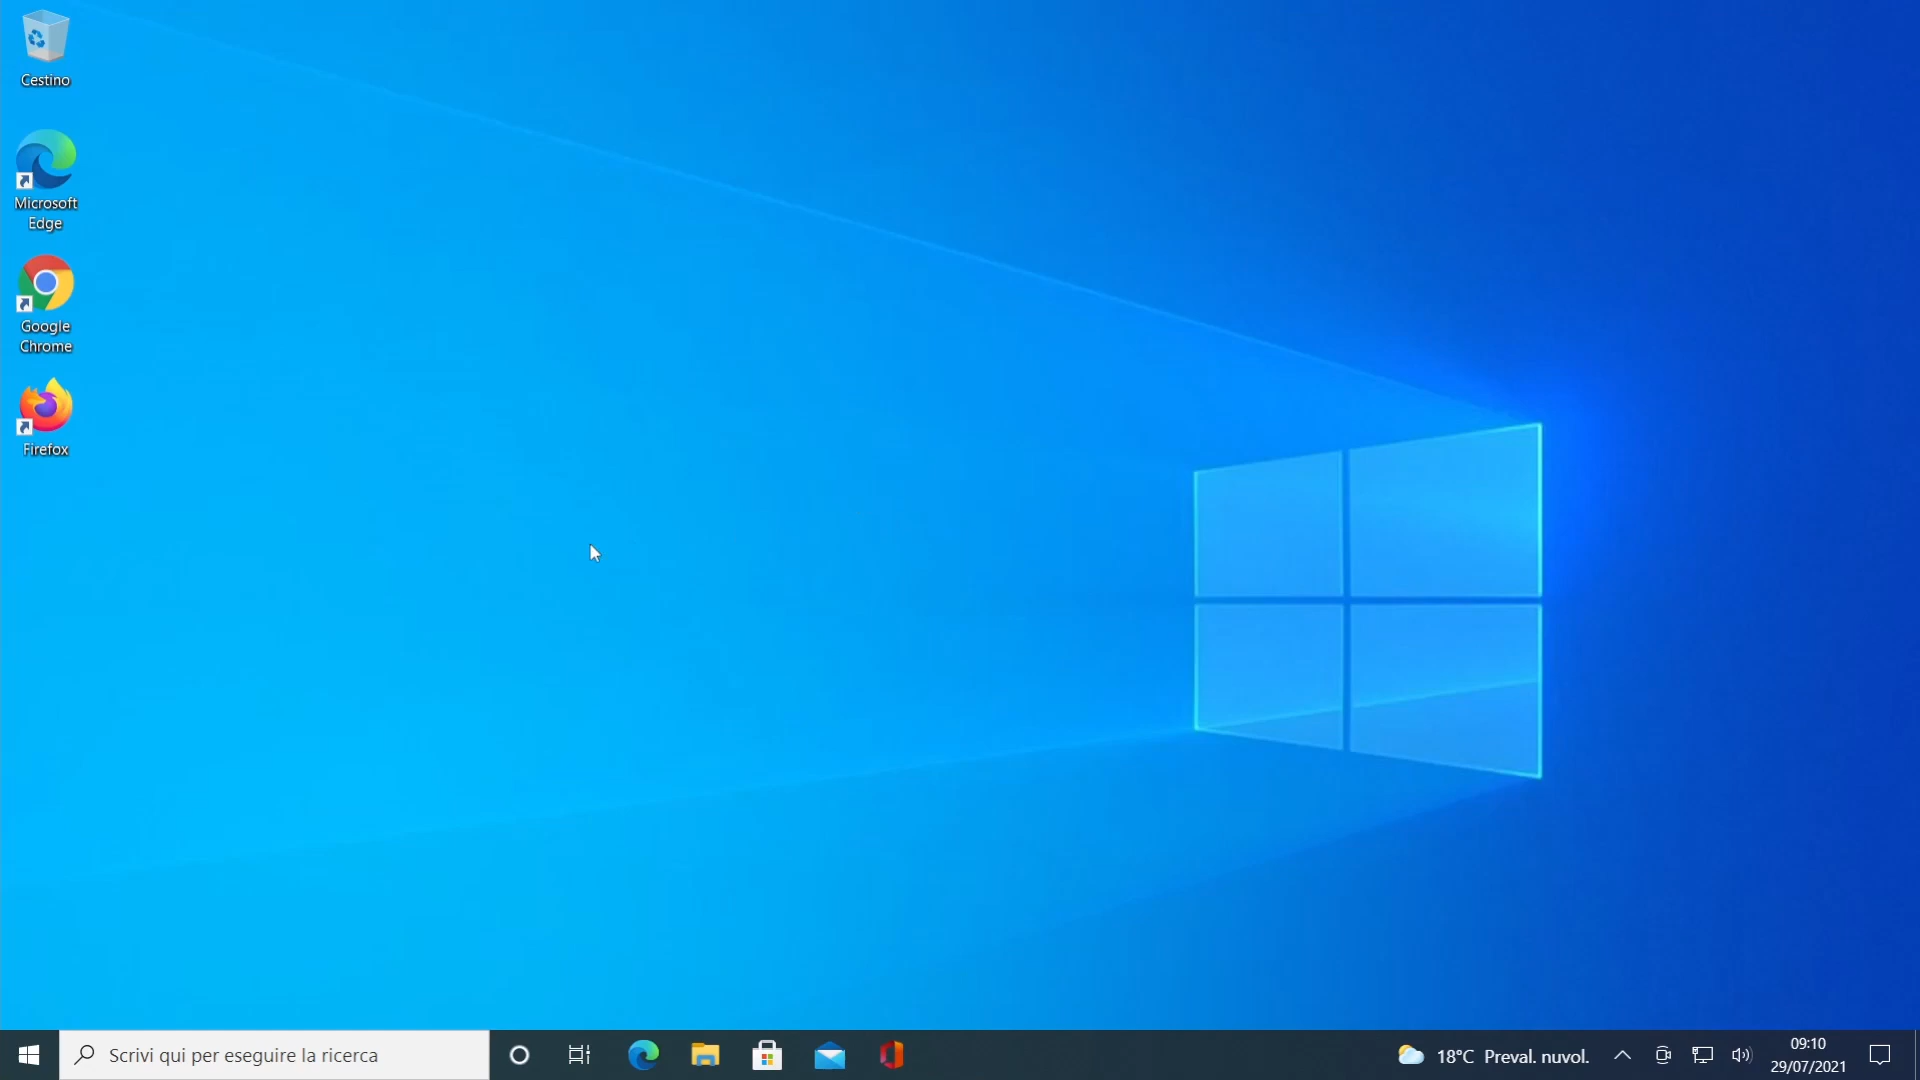 Cestino
Microsoft
Edge
Google
Chrome
Firefox
Scrivi qui per eseguire la ricerca
18°C Preval. nuvol.
09:10
29/07/2021